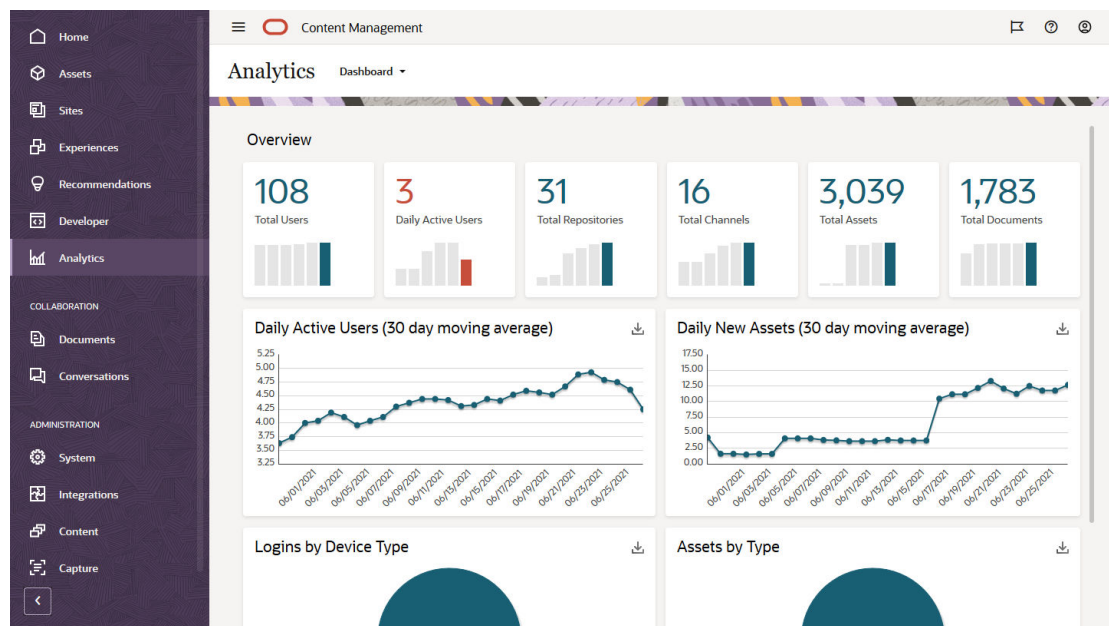 Home
Assets
Sites
Experiences
Recommendations
Developer
Analytics
COLLABORATION
Documents
Conversations
ADMINISTRATION
System
Integrations
Content
Capture
Content Management
Analytics Dashboard
Overview
108
Total Users
3
Daily Active Users
31
Total Repositories
16
Total Channels
3,039
Total Assets
1,783
Total Documents
Daily Active Users (30 day moving average)
5.25
5.00
4.75
4.50
4.25
4.00
3.75
3.50
3.25
06/01/2021
06/03/2021
06/05/2021
06/07/2021
06/09/2021
06/11/2021
06/13/2021
06/15/2021
06/17/2021
06/19/2021
06/21/2021
06/23/2021
06/25/2021
Daily New Assets (30 day moving average)
17.50
15.00
12.50
10.00
7.50
5.00
2.50
0.00
06/01/2021
06/03/2021
06/05/2021
06/07/2021
06/09/2021
06/11/2021
06/13/2021
06/15/2021
06/17/2021
06/19/2021
06/21/2021
06/23/2021
06/25/2021
Logins by Device Type
Assets by Type